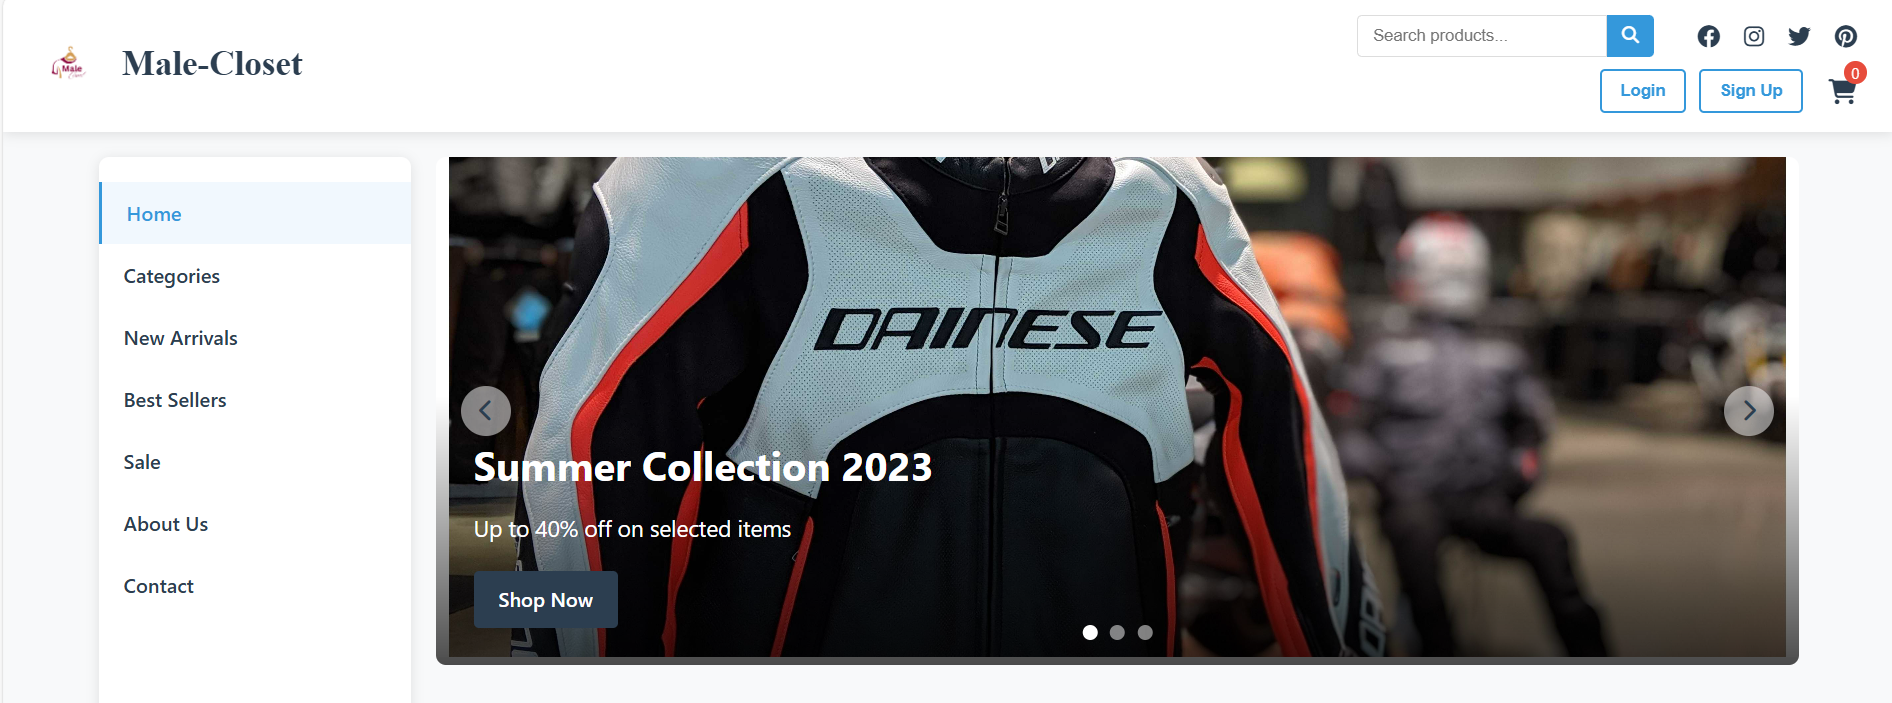 Male
Male-Closet
Search products...
Login
Sign Up
0
Home
Categories
New Arrivals
Best Sellers
Sale
About Us
Contact
DAINESE
Summer Collection 2023
Up to 40% off on selected items
Shop Now